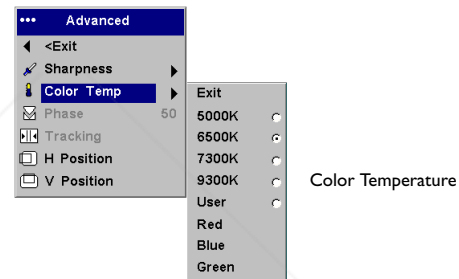 ••• Advanced
<Exit
Sharpness
Color Temp
Phase 50
Tracking
H Position
V Position
Exit
5000K
6500K
7300K
9300K
User
Red
Blue
Green
Color Temperature